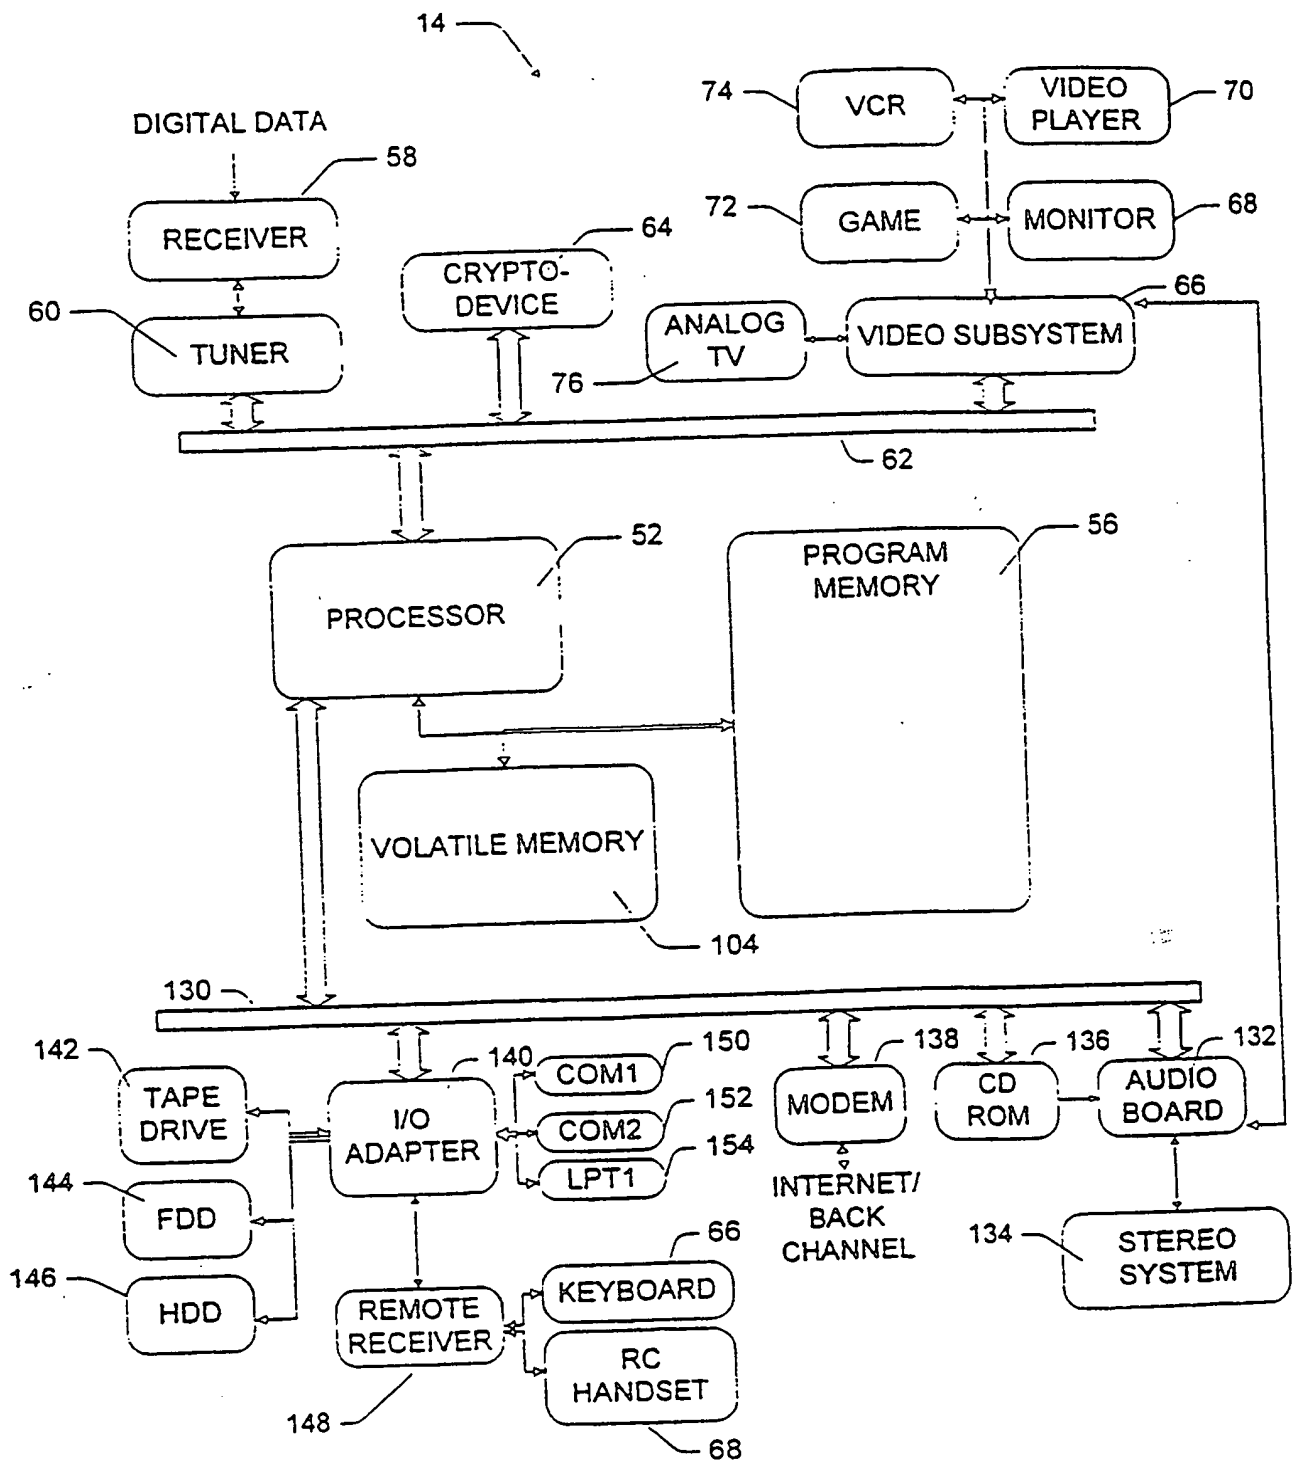 14
DIGITAL DATA
58
RECEIVER
60
TUNER
64
CRYPTO-
DEVICE
74
VCR
VIDEO
PLAYER
70
72
GAME
MONITOR
68
66
ANALOG
TV
76
VIDEO SUBSYSTEM
62
52
PROCESSOR
PROGRAM
MEMORY
56
VOLATILE MEMORY
104
130
142
TAPE
DRIVE
144
FDD
146
HDD
140
I/O
ADAPTER
COM1
150
COM2
152
LPT1
154
138
MODEM
INTERNET/
BACK
CHANNEL
136
CD
ROM
132
AUDIO
BOARD
134
STEREO
SYSTEM
REMOTE
RECEIVER
148
66
KEYBOARD
RC
HANDSET
68